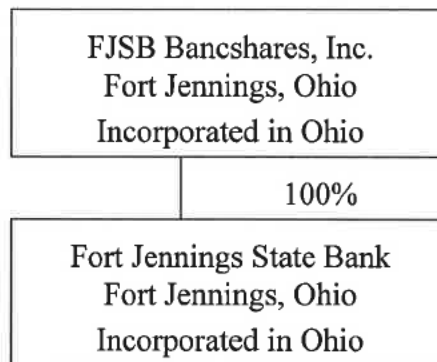 FJSB Bancshares, Inc.
Fort Jennings, Ohio
Incorporated in Ohio
100%
Fort Jennings State Bank
Fort Jennings, Ohio
Incorporated in Ohio